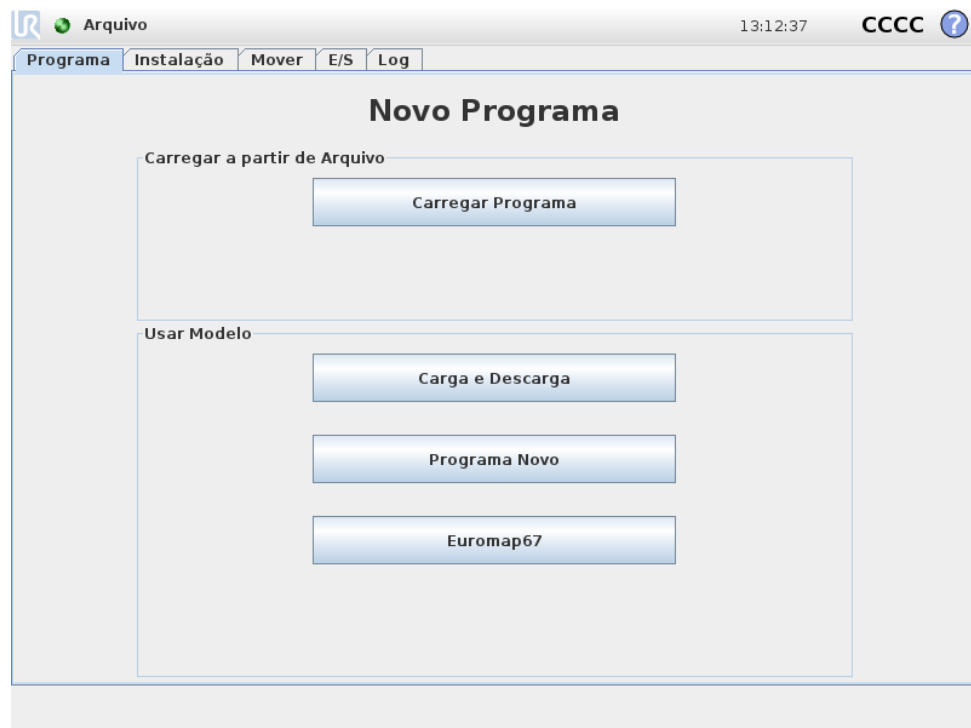 UR Arquivo 13:12:37 CCCC ?
Programa Instalação Mover E/S Log
Novo Programa
Carregar a partir de Arquivo
Carregar Programa
Usar Modelo
Carga e Descarga
Programa Novo
Euromap67